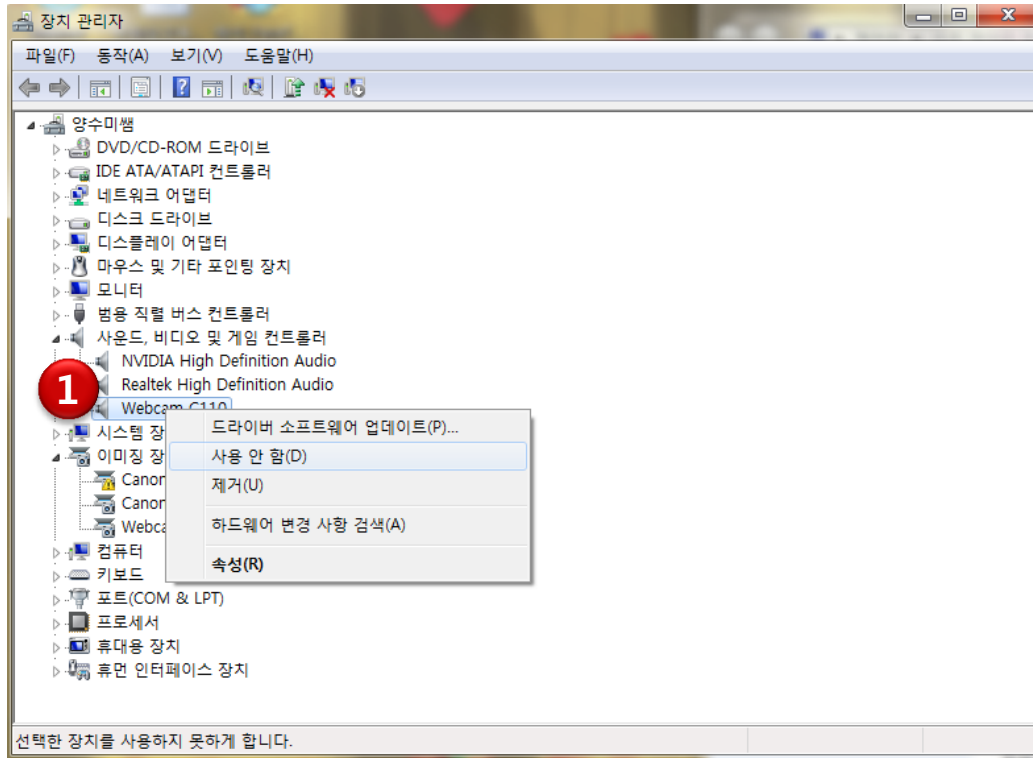 장치 관리자
파일(F) 동작(A) 보기(V) 도움말(H)
양수미쌤
DVD/CD-ROM 드라이브
IDE ATA/ATAPI 컨트롤러
네트워크 어댑터
디스크 드라이브
디스플레이 어댑터
마우스 및 기타 포인팅 장치
모니터
범용 직렬 버스 컨트롤러
사운드, 비디오 및 게임 컨트롤러
NVIDIA High Definition Audio
1
Realtek High Definition Audio
Webcam C110
드라이버 소프트웨어 업데이트(P)...
시스템 장
사용 안 함(D)
이미징 장
Canon
제거(U)
Canon
하드웨어 변경 사항 검색(A)
컴퓨터
속성(R)
키보드
포트(COM & LPT)
프로세서
휴대용 장치
휴먼 인터페이스 장치
선택한 장치를 사용하지 못하게 합니다.